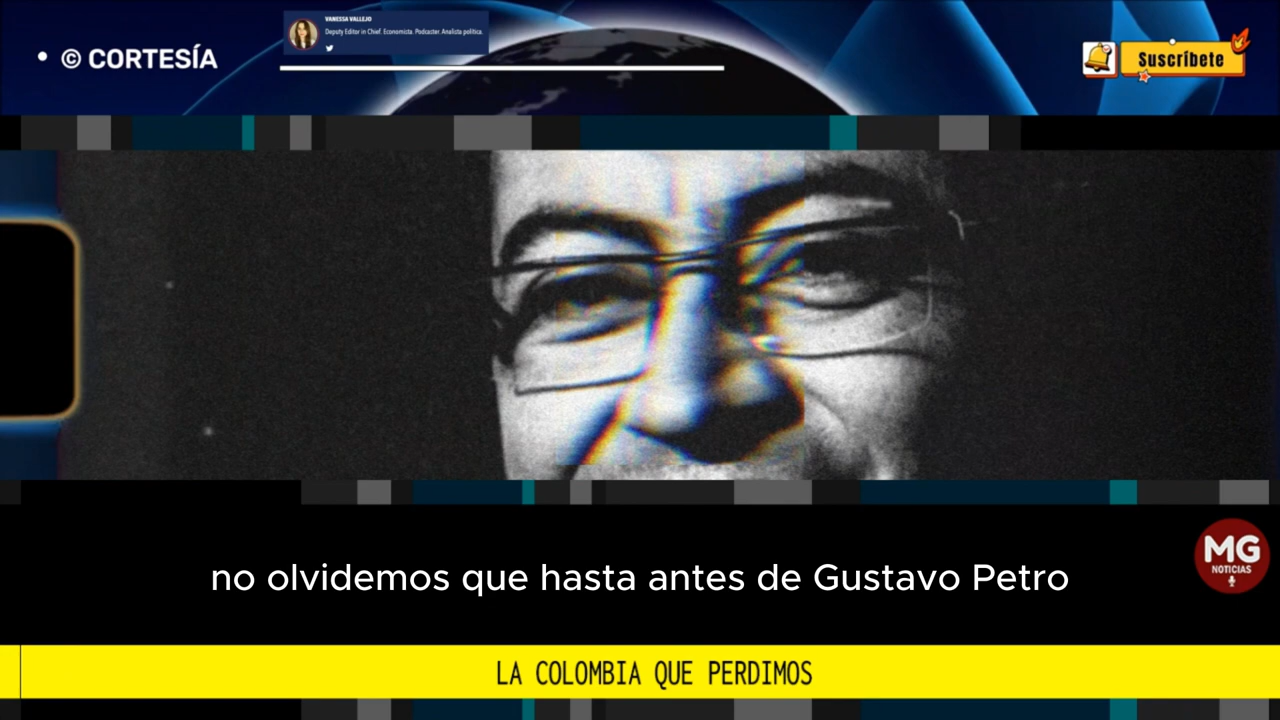 © CORTESÍA
VANESSA VALLEJO
Deputy Editor in Chief. Economista. Podcaster. Analista política.
Suscríbete
no olvidemos que hasta antes de Gustavo Petro
MG
NOTICIAS
LA COLOMBIA QUE PERDIMOS